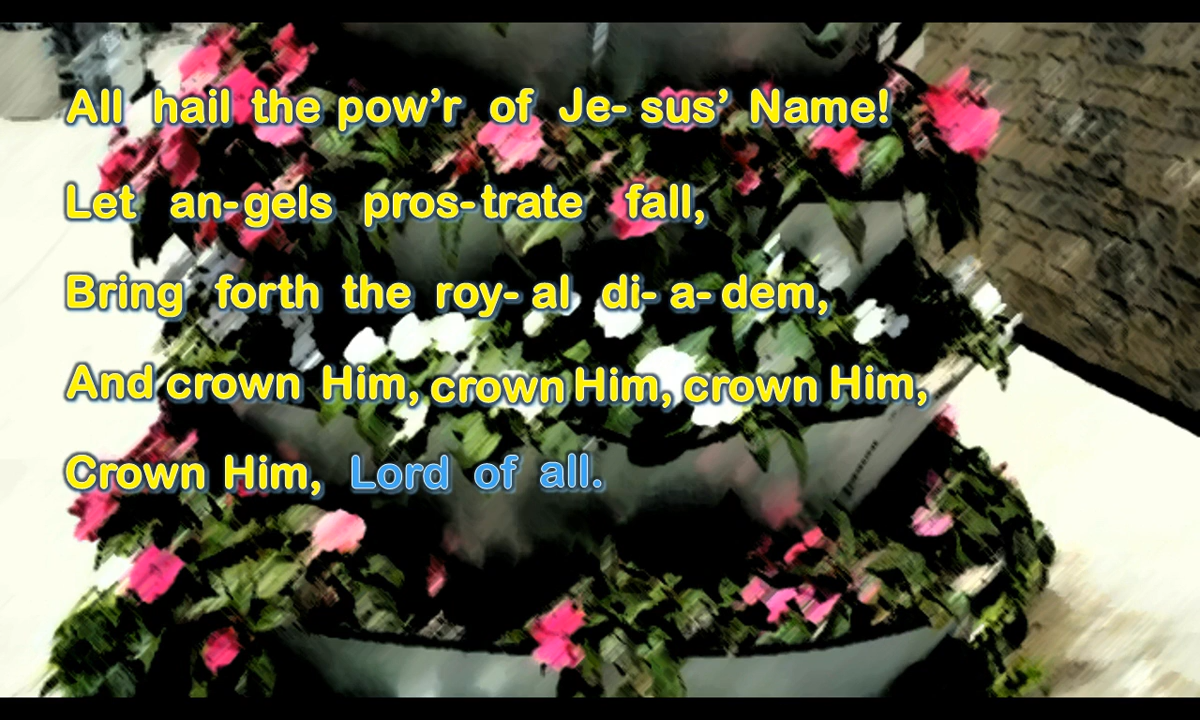 All hail the pow’r of Je- sus’ Name!
Let an- gels pros- trate fall,
Bring forth the roy- al di- a- dem,
And crown Him, crown Him, crown Him,
Crown Him, Lord of all.